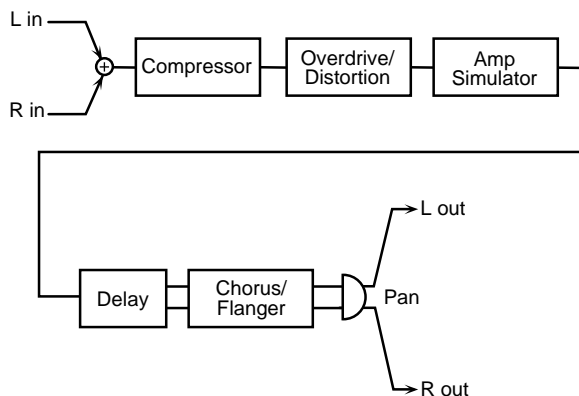 L in
R in
Compressor
Overdrive/
Distortion
Amp
Simulator
Delay
Chorus/
Flanger
Pan
L out
R out